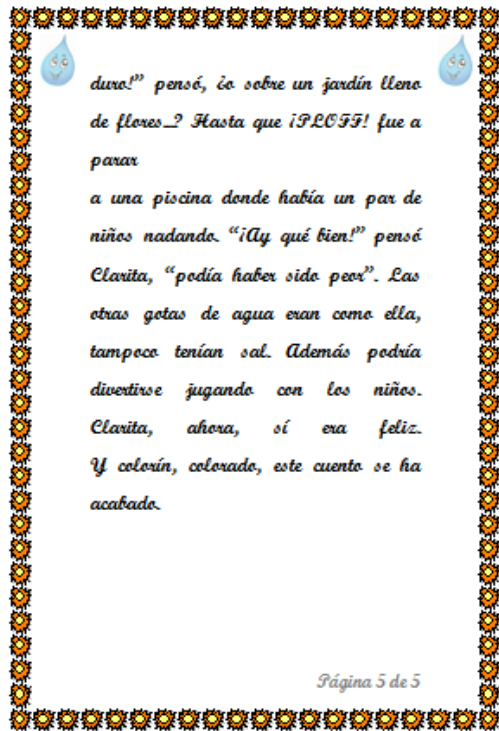 duro!” pensó, ¿o sobre un jardín lleno
de flores…? Hasta que ¡PLOFF! fue a
parar
a una piscina donde había un par de
niños nadando. “¡Ay qué bien!” pensó
Clarita, “podía haber sido peor”. Las
otras gotas de agua eran como ella,
tampoco tenían sal. Además podría
divertirse jugando con los niños.
Clarita, ahora, sí era feliz.
Y colorín, colorado, este cuento se ha
acabado.
Página 5 de 5